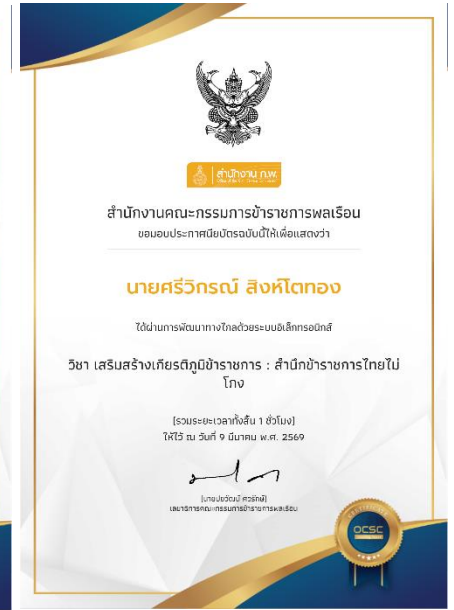 สำนักงาน ก.พ.
สำนักงานคณะกรรมการข้าราชการพลเรือน
ขอมอบประกาศนียบัตรฉบับนี้ให้เพื่อแสดงว่า
นายศรีวิกรณ์ สิงห์โตทอง
ได้ผ่านการพัฒนาทางไกลด้วยระบบอิเล็กทรอนิกส์
วิชา เสริมสร้างเกียรติภูมิข้าราชการ : สำนึกข้าราชการไทยไม่
โกง
(รวมระยะเวลาทั้งสิ้น 1 ชั่วโมง)
ให้ไว้ ณ วันที่ 9 มีนาคม พ.ศ. 2569
(นายปิยวัฒน์ ศิวรักษ์)
เลขาธิการคณะกรรมการข้าราชการพลเรือน
CERTIFICATE
OCSC